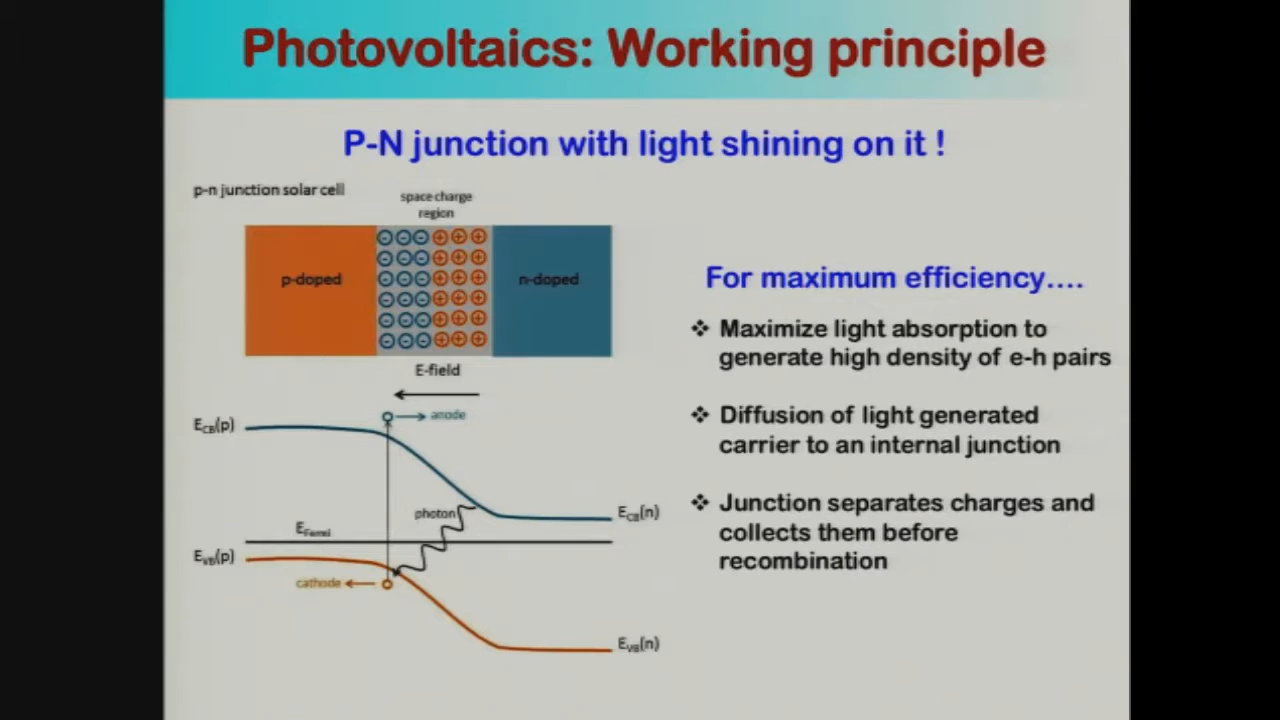 Photovoltaics: Working principle
P-N junction with light shining on it !
p-n junction solar cell
space charge
region
p-doped
n-doped
E-field
anode
E_CB(p)
photon
E_CB(n)
E_Fermi
E_VB(p)
cathode
E_VB(n)
For maximum efficiency....
❖ Maximize light absorption to
generate high density of e-h pairs
❖ Diffusion of light generated
carrier to an internal junction
❖ Junction separates charges and
collects them before
recombination